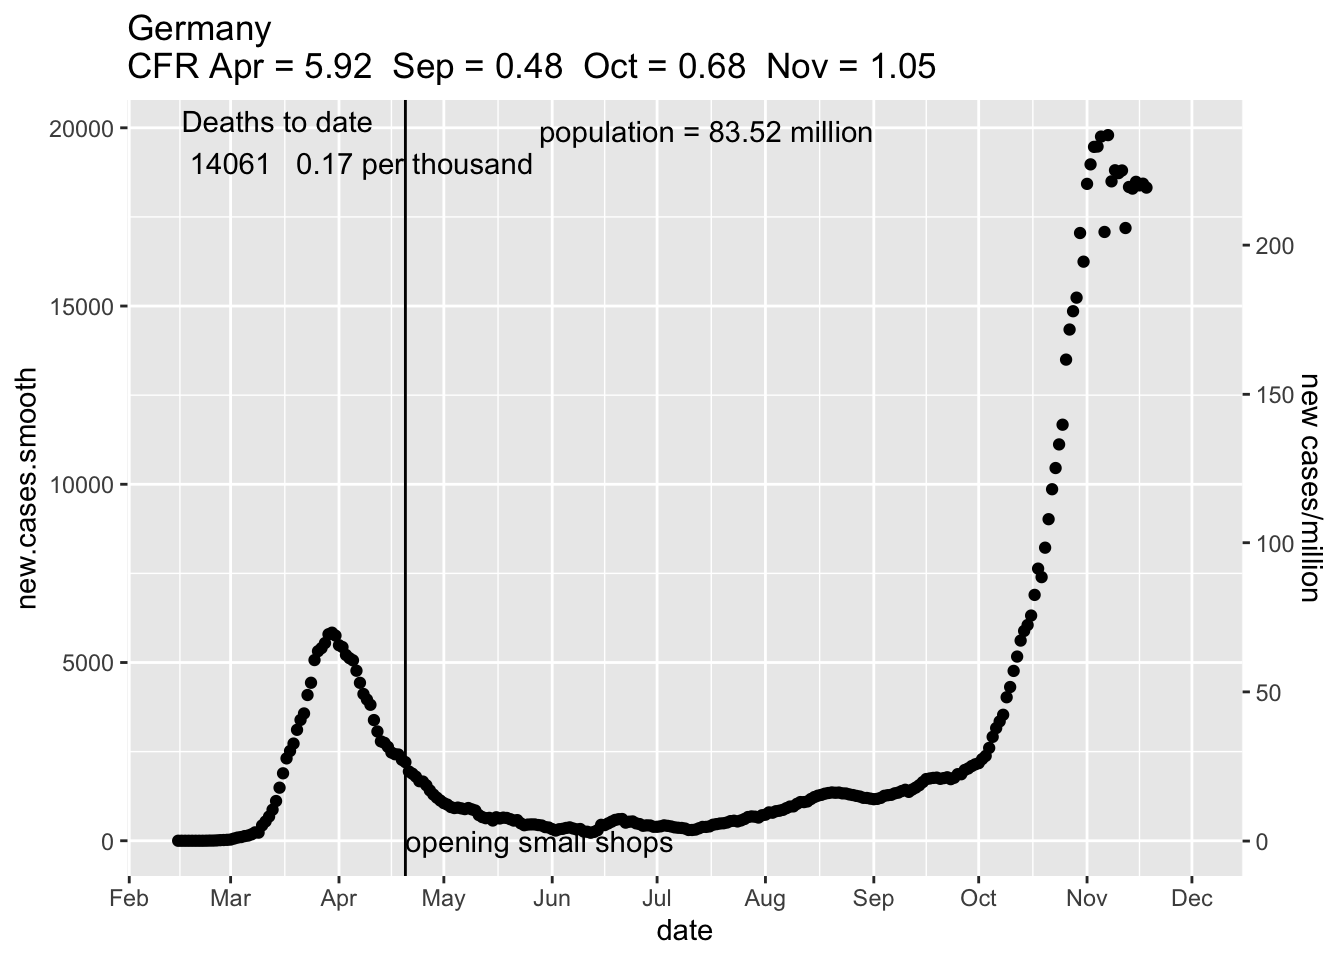 Germany
CFR Apr = 5.92 Sep = 0.48 Oct = 0.68 Nov = 1.05
Deaths to date
14061 0.17 per thousand
population = 83.52 million
20000
15000
10000
5000
0
new.cases.smooth
200
150
100
50
0
new cases/million
opening small shops
Feb Mar Apr May Jun Jul Aug Sep Oct Nov Dec
date